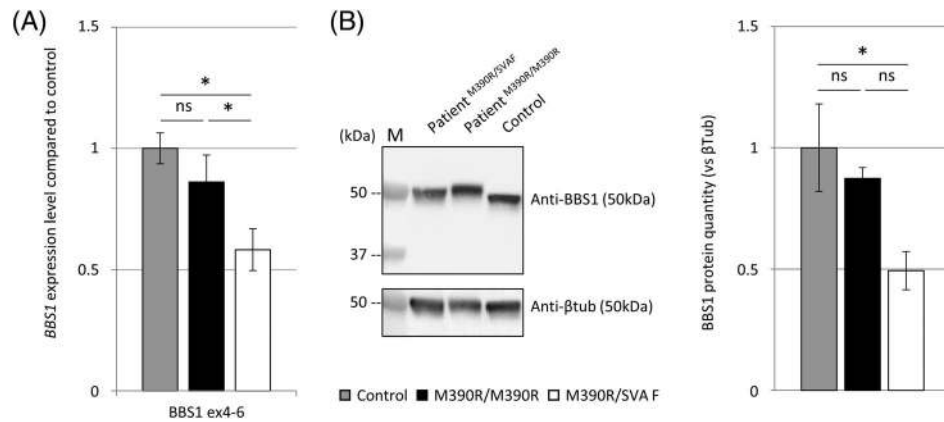 (A)
1.5
1
0.5
0
BBS1 expression level compared to control
*
ns
*
BBS1 ex4-6
(B)
Patient M390R/SVAF
Patient M390R/M390R
Control
(kDa)
M
50 --
37 --
Anti-BBS1 (50kDa)
50 --
Anti-βtub (50kDa)
1.5
1
0.5
0
BBS1 protein quantity (vs βTub)
*
ns
ns
Control M390R/M390R M390R/SVA F